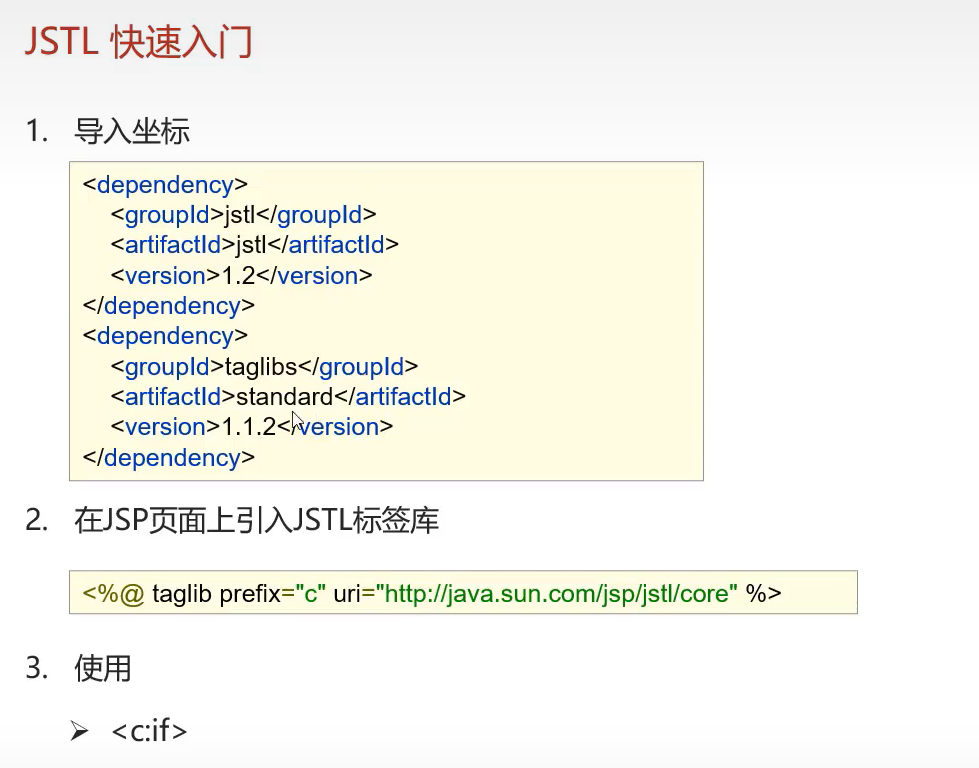 JSTL 快速入门
1. 导入坐标
<dependency>
<groupId>jstl</groupId>
<artifactId>jstl</artifactId>
<version>1.2</version>
</dependency>
<dependency>
<groupId>taglibs</groupId>
<artifactId>standard</artifactId>
<version>1.1.2</version>
</dependency>
2. 在JSP页面上引入JSTL标签库
<%@ taglib prefix="c" uri="http://java.sun.com/jsp/jstl/core" %>
3. 使用
➢ <c:if>